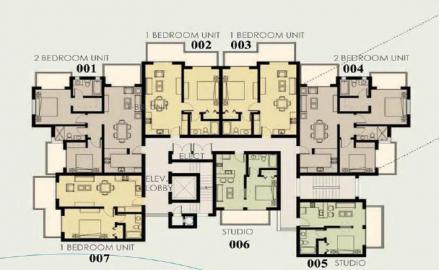 1 BEDROOM UNIT
1 BEDROOM UNIT
002
003
2 BEDROOM UNIT
001
2 BEDROOM UNIT
004
ELECT
ELEV.
LOBBY
1 BEDROOM UNIT
007
STUDIO
006
005 STUDIO